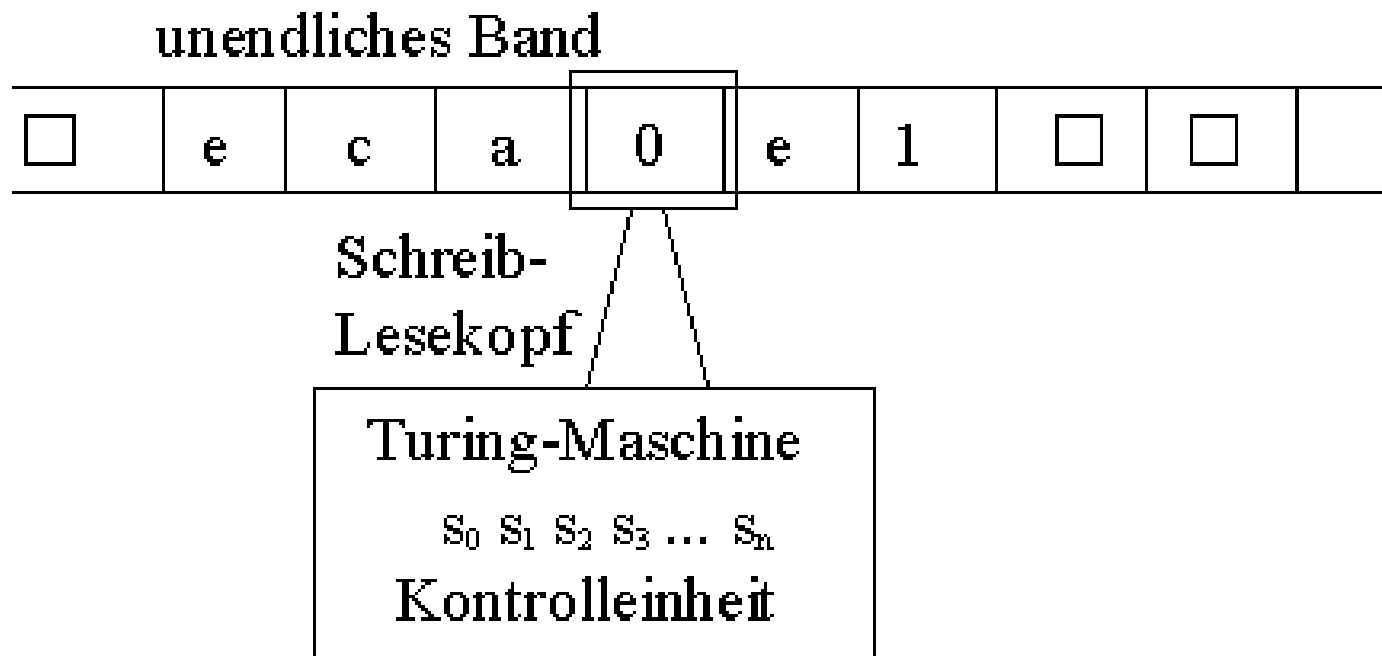 unendliches Band
□ e c a 0 e 1 □ □
Schreib-
Lesekopf
Turing-Maschine
s₀ s₁ s₂ s₃ ... sₙ
Kontrolleinheit